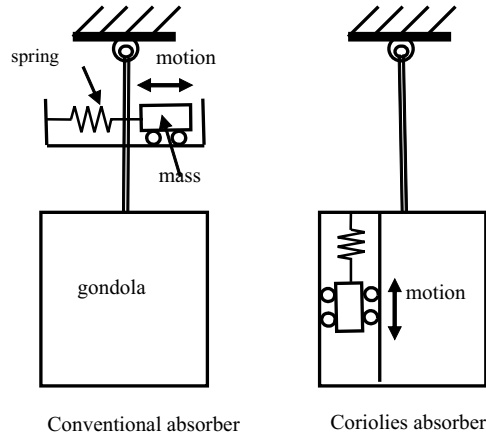 spring
motion
mass
gondola
motion
Conventional absorber
Coriolies absorber